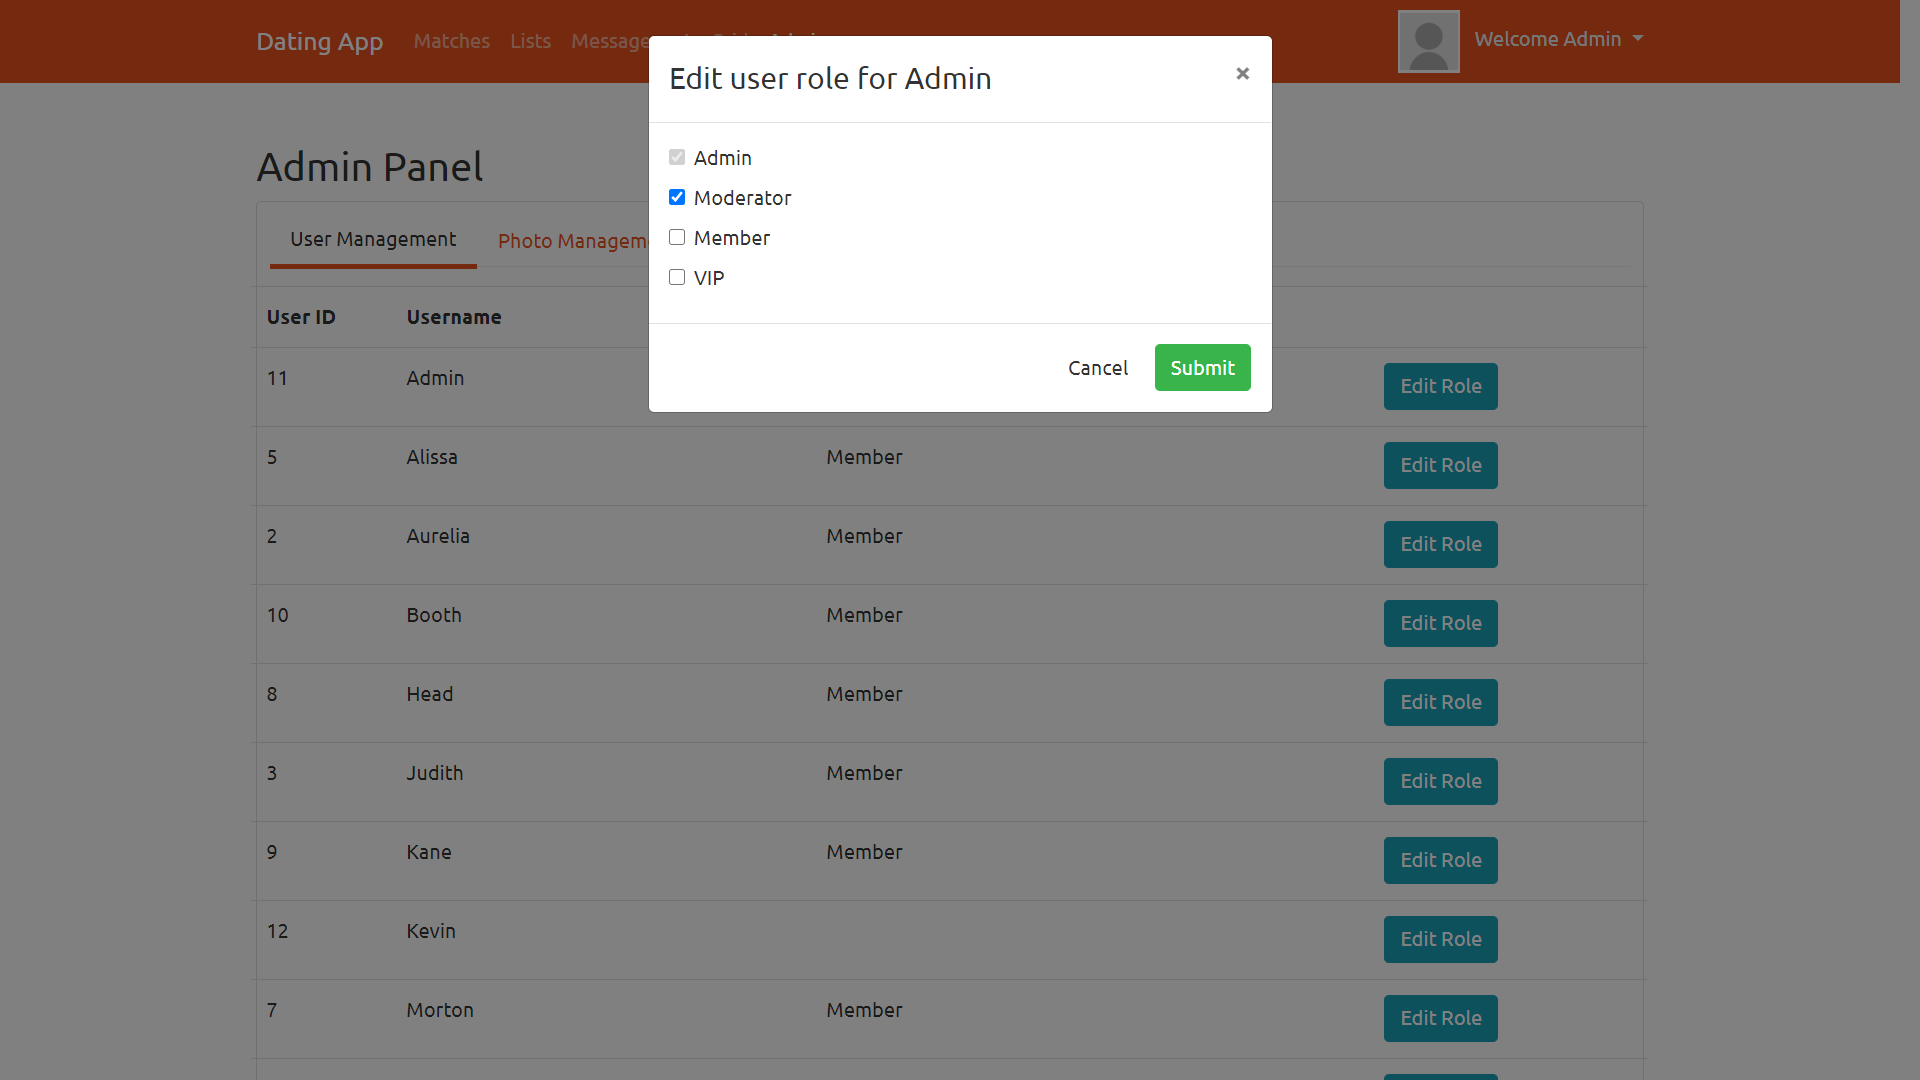 Dating App Matches Lists Message Welcome Admin
Edit user role for Admin ×
Admin
Moderator
Member
VIP
Cancel Submit
Admin Panel
User Management Photo Managem
User ID Username
11 Admin Edit Role
5 Alissa Member Edit Role
2 Aurelia Member Edit Role
10 Booth Member Edit Role
8 Head Member Edit Role
3 Judith Member Edit Role
9 Kane Member Edit Role
12 Kevin Edit Role
7 Morton Member Edit Role